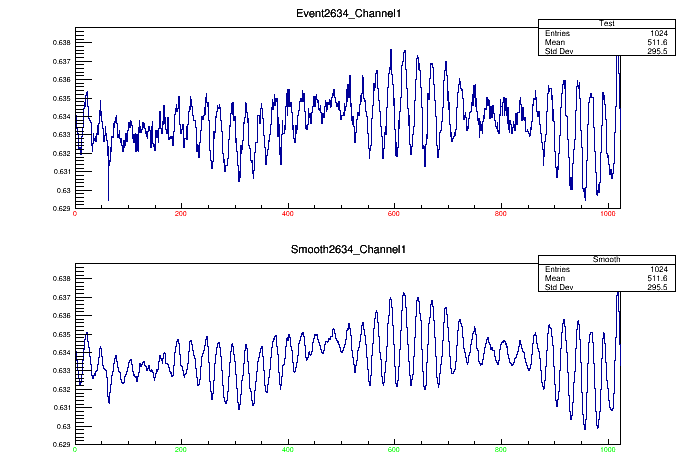 Event2634_Channel1
Test
Entries 1024
Mean 511.6
Std Dev 295.5
0.638
0.637
0.636
0.635
0.634
0.633
0.632
0.631
0.63
0.629
0 200 400 600 800 1000
Smooth2634_Channel1
Smooth
Entries 1024
Mean 511.6
Std Dev 295.5
0.638
0.637
0.636
0.635
0.634
0.633
0.632
0.631
0.63
0.629
0 200 400 600 800 1000